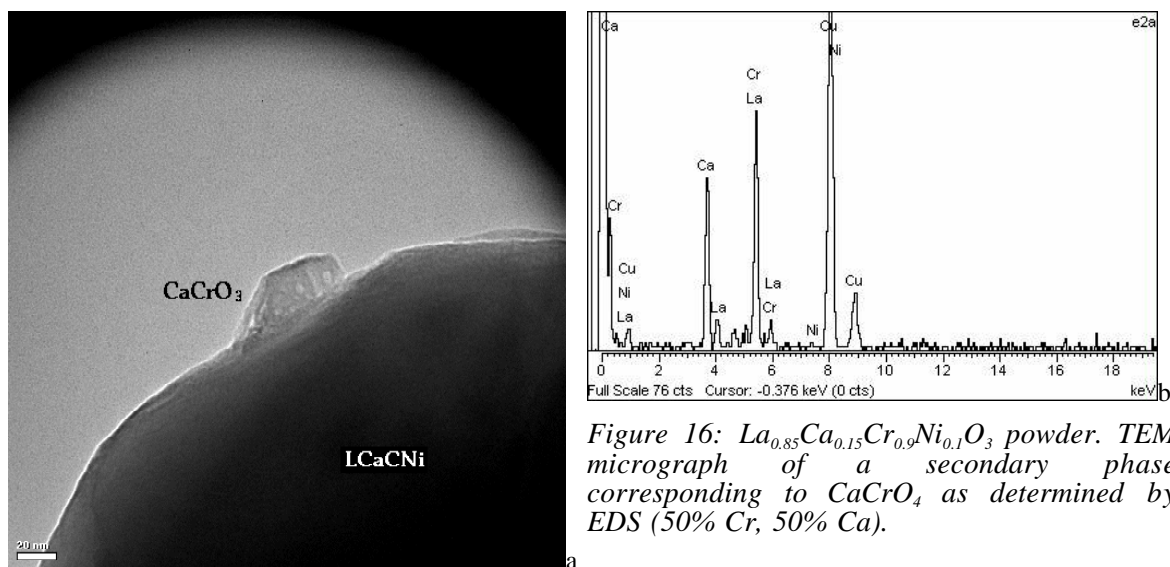 CaCrO₃
LCaCNi
20 nm
a
e2a
Ca
Cu
Ni
Cr
La
Ca
Cr
Cu
Ni
La
La
La
Cr
Ni
Cu
0 2 4 6 8 10 12 14 16 18
Full Scale 76 cts Cursor: -0.376 keV (0 cts) keV
b
Figure 16: La₀.₈₅Ca₀.₁₅Cr₀.₉Ni₀.₁O₃ powder. TEM
micrograph of a secondary phase
corresponding to CaCrO₄ as determined by
EDS (50% Cr, 50% Ca).